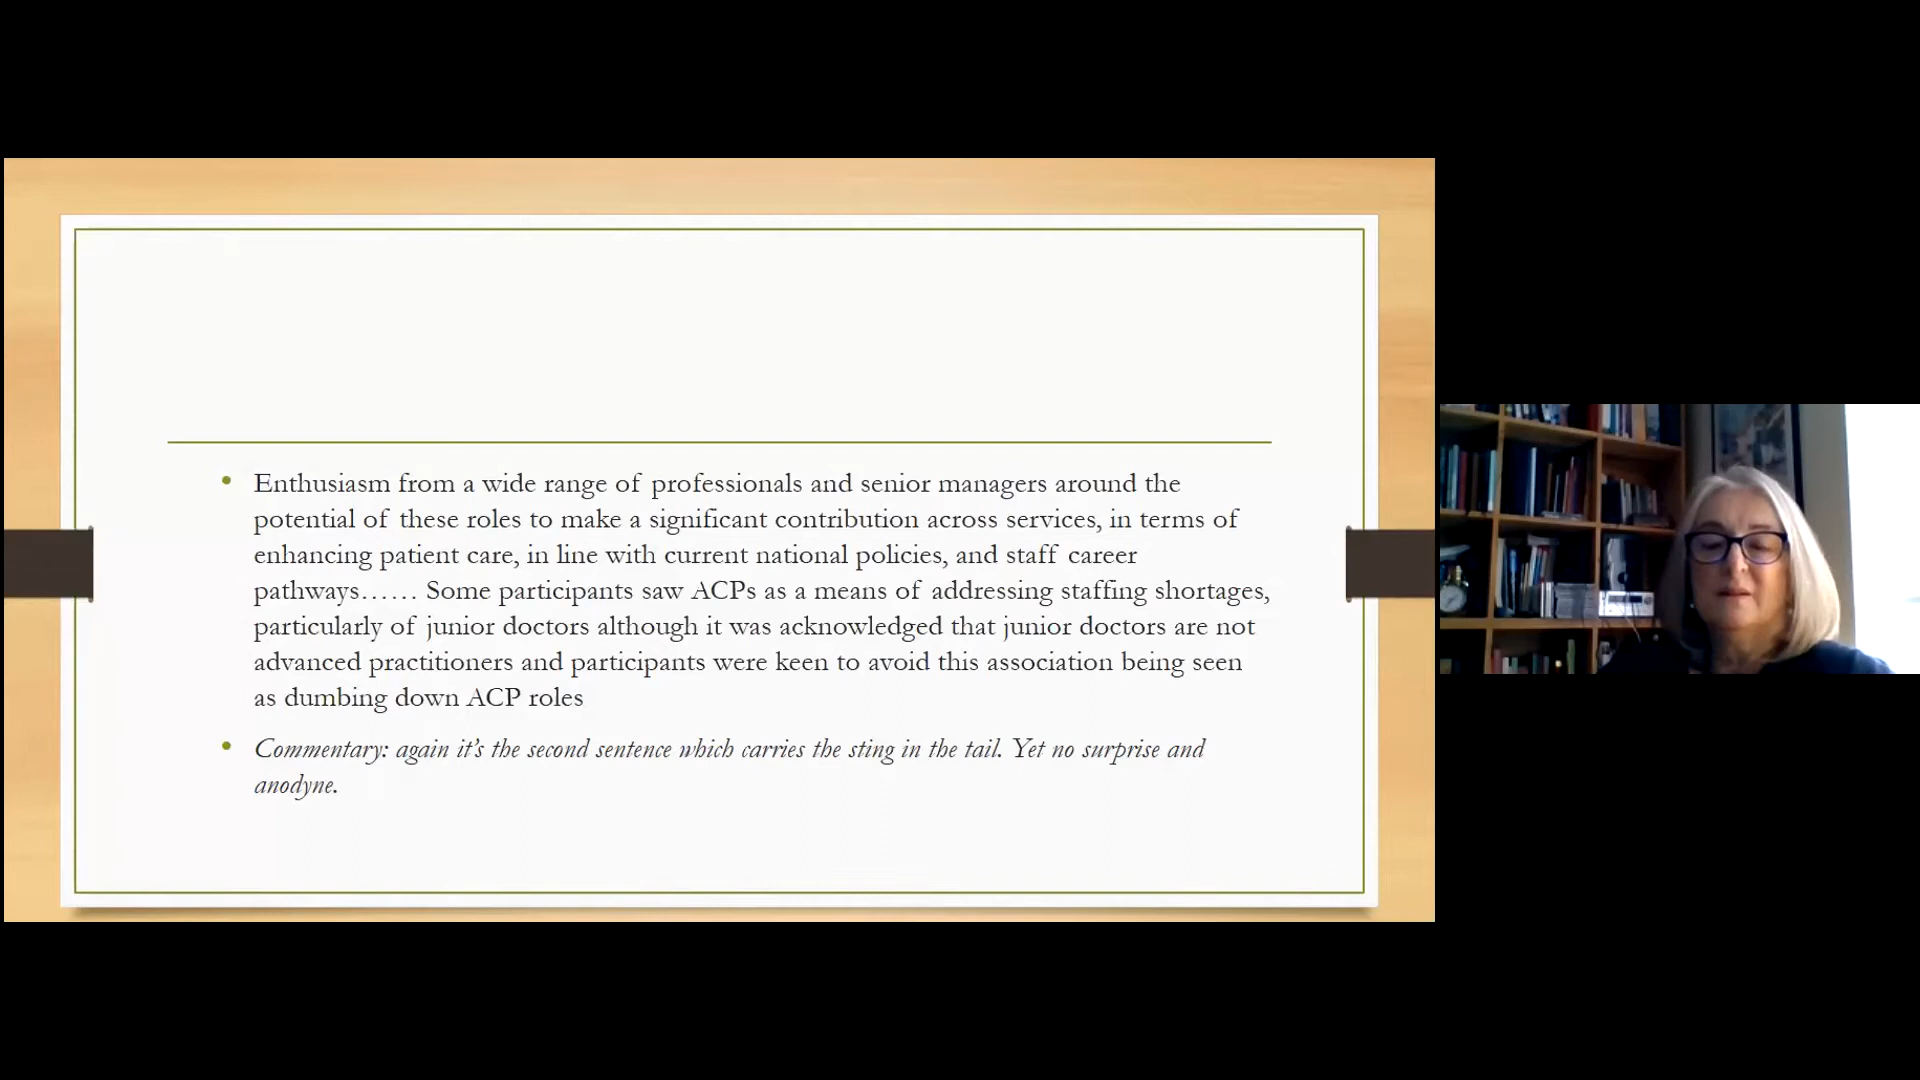 Enthusiasm from a wide range of professionals and senior managers around the
potential of these roles to make a significant contribution across services, in terms of
enhancing patient care, in line with current national policies, and staff career
pathways…… Some participants saw ACPs as a means of addressing staffing shortages,
particularly of junior doctors although it was acknowledged that junior doctors are not
advanced practitioners and participants were keen to avoid this association being seen
as dumbing down ACP roles
Commentary: again it’s the second sentence which carries the sting in the tail. Yet no surprise and
anodyne.